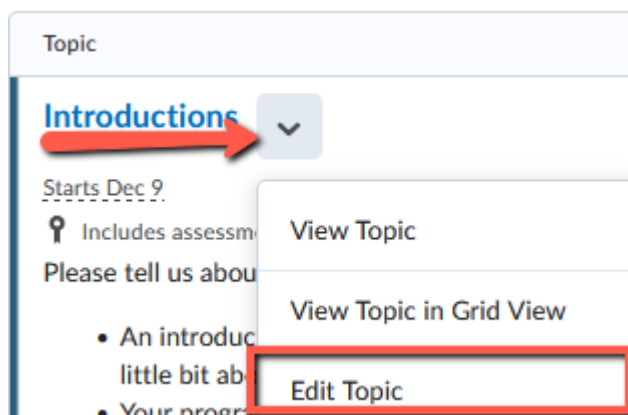 Topic
Introductions
Starts Dec 9
Includes assessm
Please tell us abou
• An introduc
little bit ab
• Your progra
View Topic
View Topic in Grid View
Edit Topic